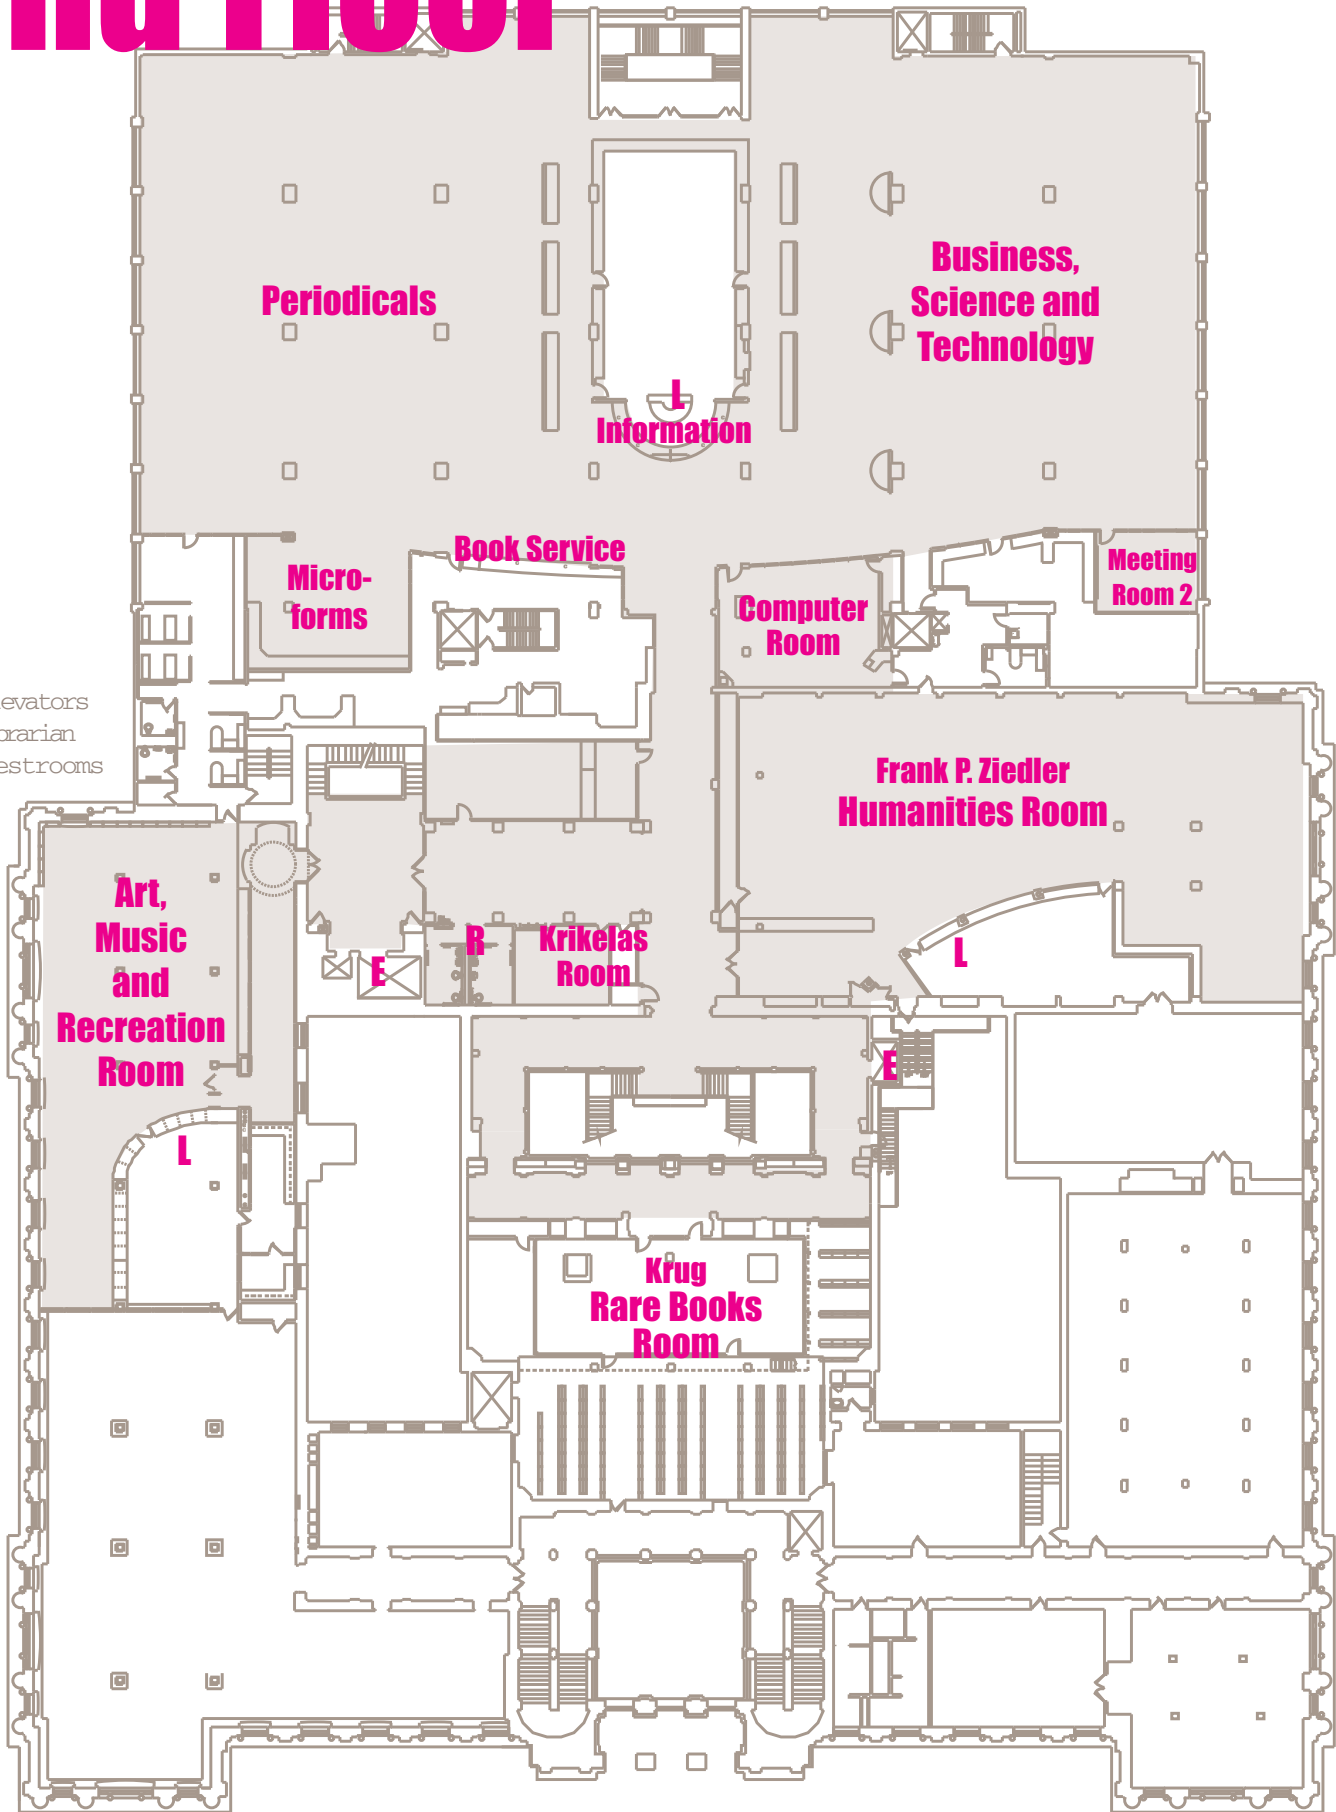 Floor
Periodicals
Business,
Science and
Technology
L
Information
Book Service
Micro-
forms
Computer
Room
Meeting
Room 2
Frank P. Ziedler
Humanities Room
Art,
Music
and
Recreation
Room
R
Krikelas
Room
E
L
E
L
Krug
Rare Books
Room